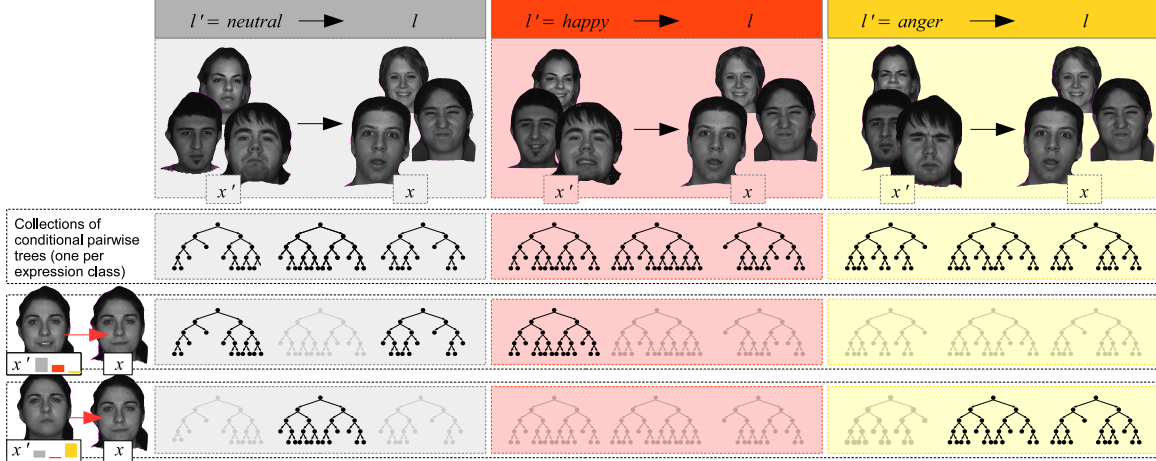 l' = neutral l
l' = happy l
l' = anger l
x' x
x' x
x' x
Collections of
conditional pairwise
trees (one per
expression class)
x' x
x' x